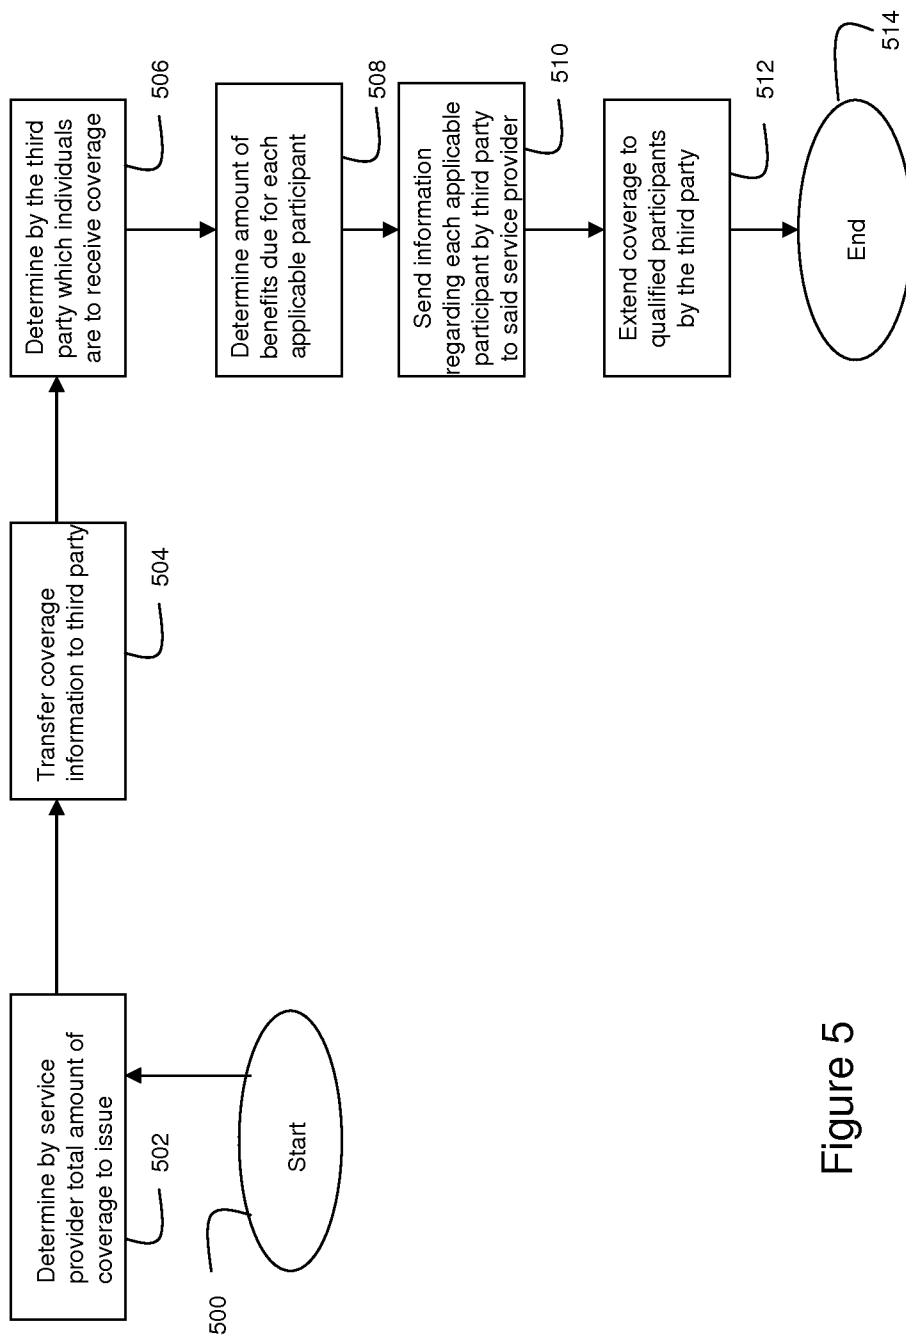 500
Start
Determine by service
provider total amount of
coverage to issue
502
Transfer coverage
information to third party
504
Determine by the third
party which individuals
are to receive coverage
506
Determine amount of
benefits due for each
applicable participant
508
Send information
regarding each applicable
participant by third party
to said service provider
510
Extend coverage to
qualified participants
by the third party
512
End
514
Figure 5